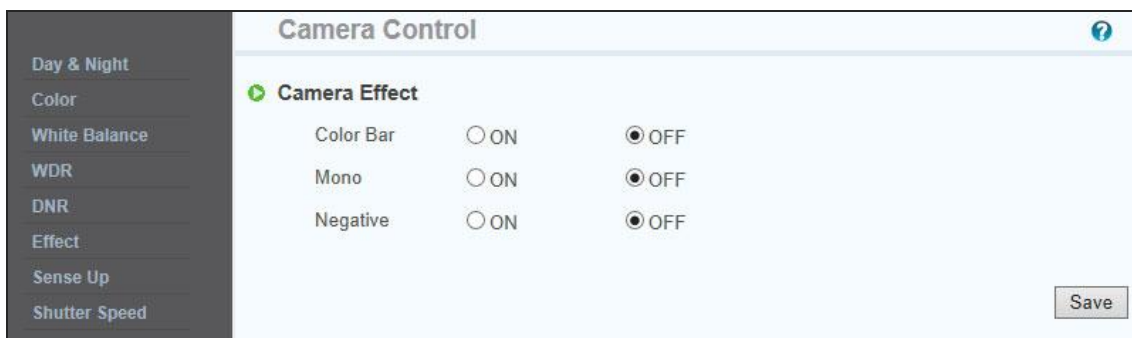 Camera Control
?
Day & Night
Color
White Balance
WDR
DNR
Effect
Sense Up
Shutter Speed
Camera Effect
Color Bar ON OFF
Mono ON OFF
Negative ON OFF
Save